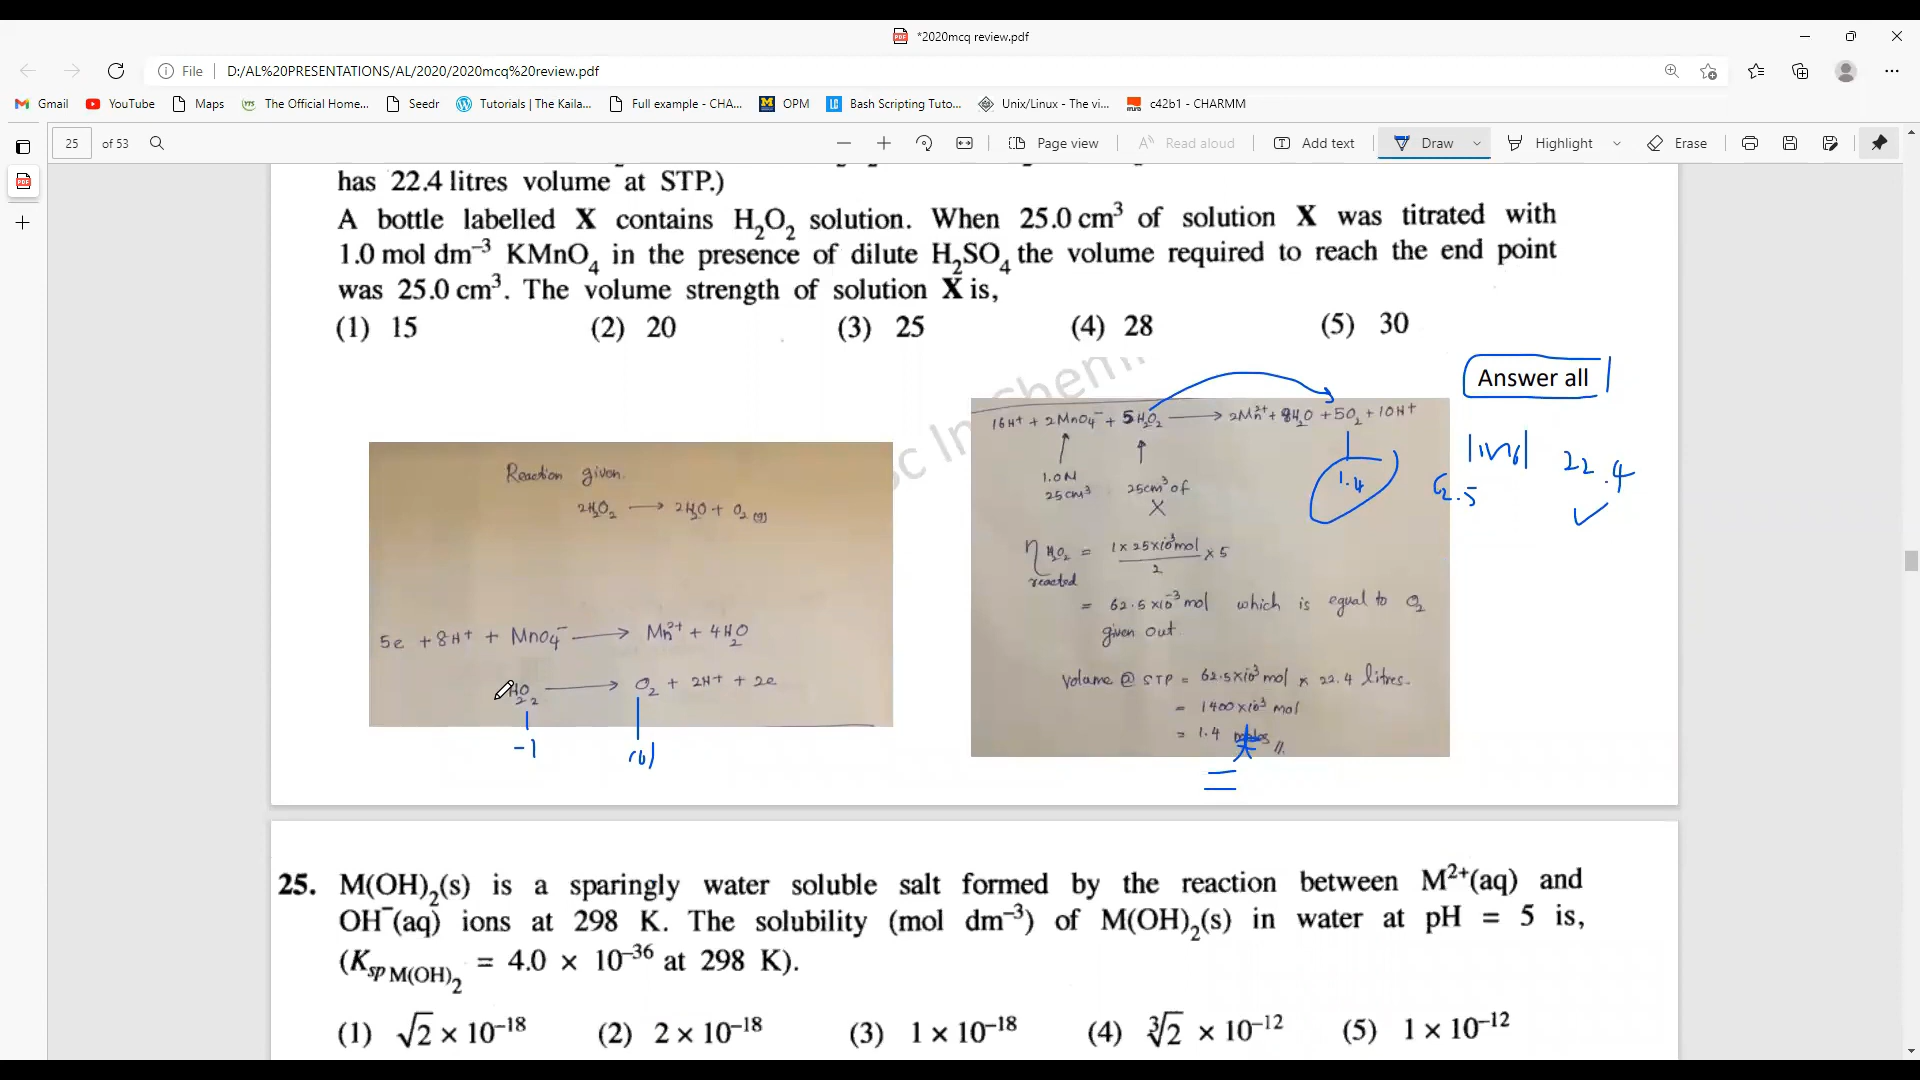 *2020mcq review.pdf
File D:/AL%20PRESENTATIONS/AL/2020/2020mcq%20review.pdf
Gmail YouTube Maps The Official Home... Seedr Tutorials | The Kaila... Full example - CHA... OPM Bash Scripting Tuto... Unix/Linux - The vi... c42b1 - CHARMM
25 of 53 Page view Read aloud Add text Draw Highlight Erase
has 22.4 litres volume at STP.)
A bottle labelled X contains H₂O₂ solution. When 25.0 cm³ of solution X was titrated with
1.0 mol dm⁻³ KMnO₄ in the presence of dilute H₂SO₄ the volume required to reach the end point
was 25.0 cm³. The volume strength of solution X is,
(1) 15 (2) 20 (3) 25 (4) 28 (5) 30
Answer all
Reaction given.
2H₂O₂ → 2H₂O + O₂ (g)
5e + 8H⁺ + MnO₄⁻ → Mn²⁺ + 4H₂O
H₂O₂ → O₂ + 2H⁺ + 2e
-1
16H⁺ + 2MnO₄⁻ + 5H₂O₂ → 2Mn²⁺ + 8H₂O + 5O₂ + 10H⁺
1.0M 25cm³ of 1.4
25cm³ X
1mol 22.4
62.5
n H₂O₂ reacted = 1 × 25×10⁻³ mol / 2 × 5
= 62.5 ×10⁻³ mol which is equal to O₂
given out.
Volume @ STP = 62.5×10⁻³ mol × 22.4 litres.
= 1400×10⁻³ mol
= 1.4
25. M(OH)₂(s) is a sparingly water soluble salt formed by the reaction between M²⁺(aq) and
OH⁻(aq) ions at 298 K. The solubility (mol dm⁻³) of M(OH)₂(s) in water at pH = 5 is,
(Ksp M(OH)₂ = 4.0 × 10⁻³⁶ at 298 K).
(1) √2 × 10⁻¹⁸ (2) 2 × 10⁻¹⁸ (3) 1 × 10⁻¹⁸ (4) ∛2 × 10⁻¹² (5) 1 × 10⁻¹²